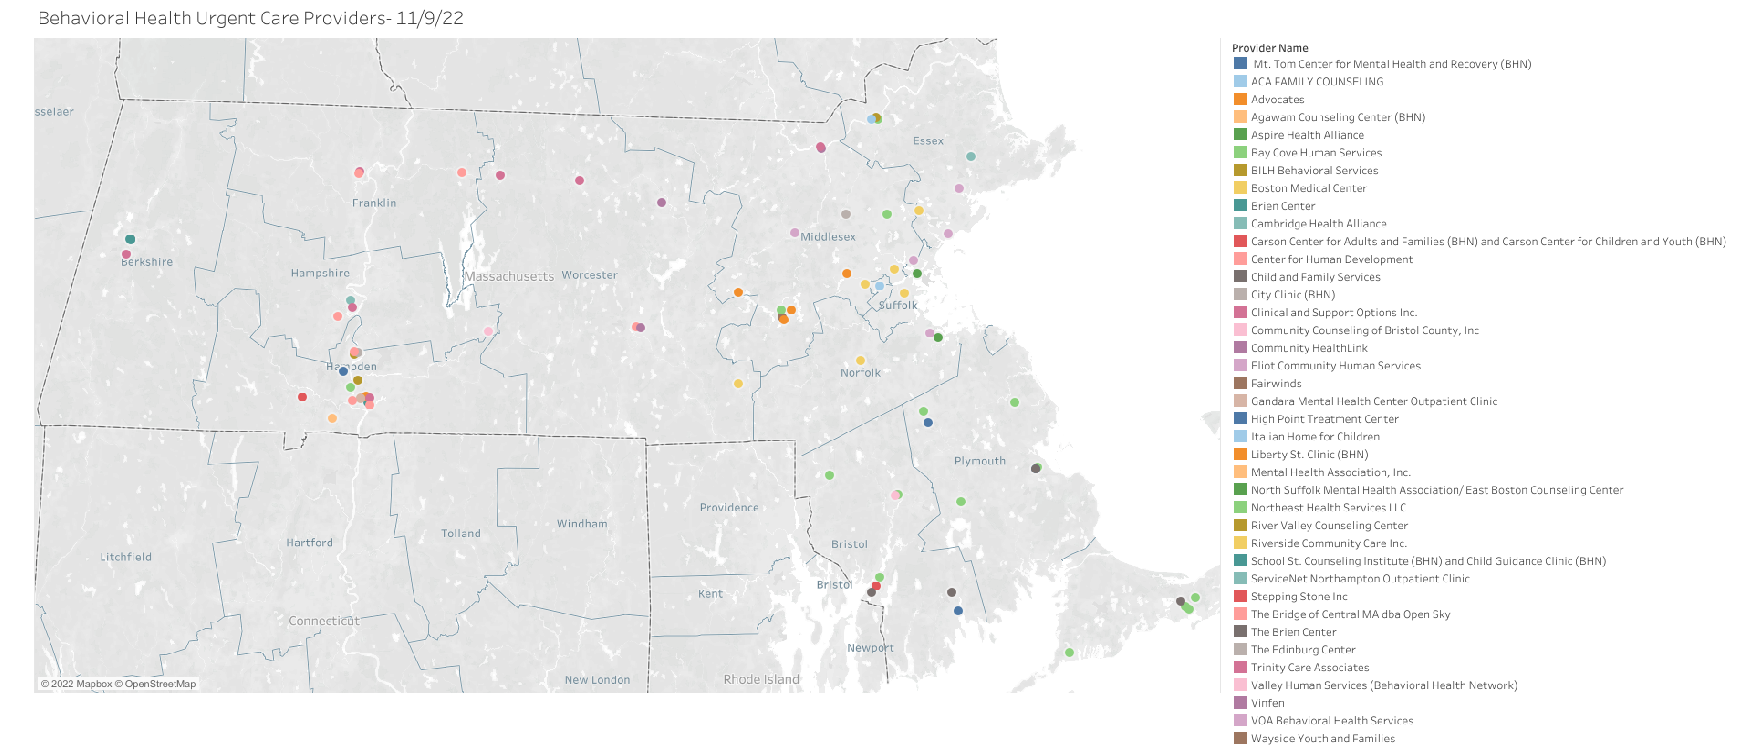 Behavioral Health Urgent Care Providers- 11/9/22
sselaer
Essex
Franklin
Middlesex
Berkshire
Hampshire
Massachusetts
Worcester
Suffolk
Hampden
Norfolk
Plymouth
Providence
Windham
Tolland
Hartford
Litchfield
Bristol
Bristol
Kent
Connecticut
Newport
New London
Rhode Island
© 2022 Mapbox © OpenStreetMap
Provider Name
Mt. Tom Center for Mental Health and Recovery (BHN)
ACA FAMILY COUNSELING
Advocates
Agawam Counseling Center (BHN)
Aspire Health Alliance
Bay Cove Human Services
BILH Behavioral Services
Boston Medical Center
Brien Center
Cambridge Health Alliance
Carson Center for Adults and Families (BHN) and Carson Center for Children and Youth (BHN)
Center for Human Development
Child and Family Services
City Clinic (BHN)
Clinical and Support Options Inc.
Community Counseling of Bristol County, Inc
Community HealthLink
Eliot Community Human Services
Fairwinds
Gandara Mental Health Center Outpatient Clinic
High Point Treatment Center
Italian Home for Children
Liberty St. Clinic (BHN)
Mental Health Association, Inc.
North Suffolk Mental Health Association/East Boston Counseling Center
Northeast Health Services LLC
River Valley Counseling Center
Riverside Community Care Inc.
School St. Counseling Institute (BHN) and Child Guidance Clinic (BHN)
ServiceNet Northampton Outpatient Clinic
Stepping Stone Inc
The Bridge of Central MA dba Open Sky
The Brien Center
The Edinburg Center
Trinity Care Associates
Valley Human Services (Behavioral Health Network)
Vinfen
VOA Behavioral Health Services
Wayside Youth and Families